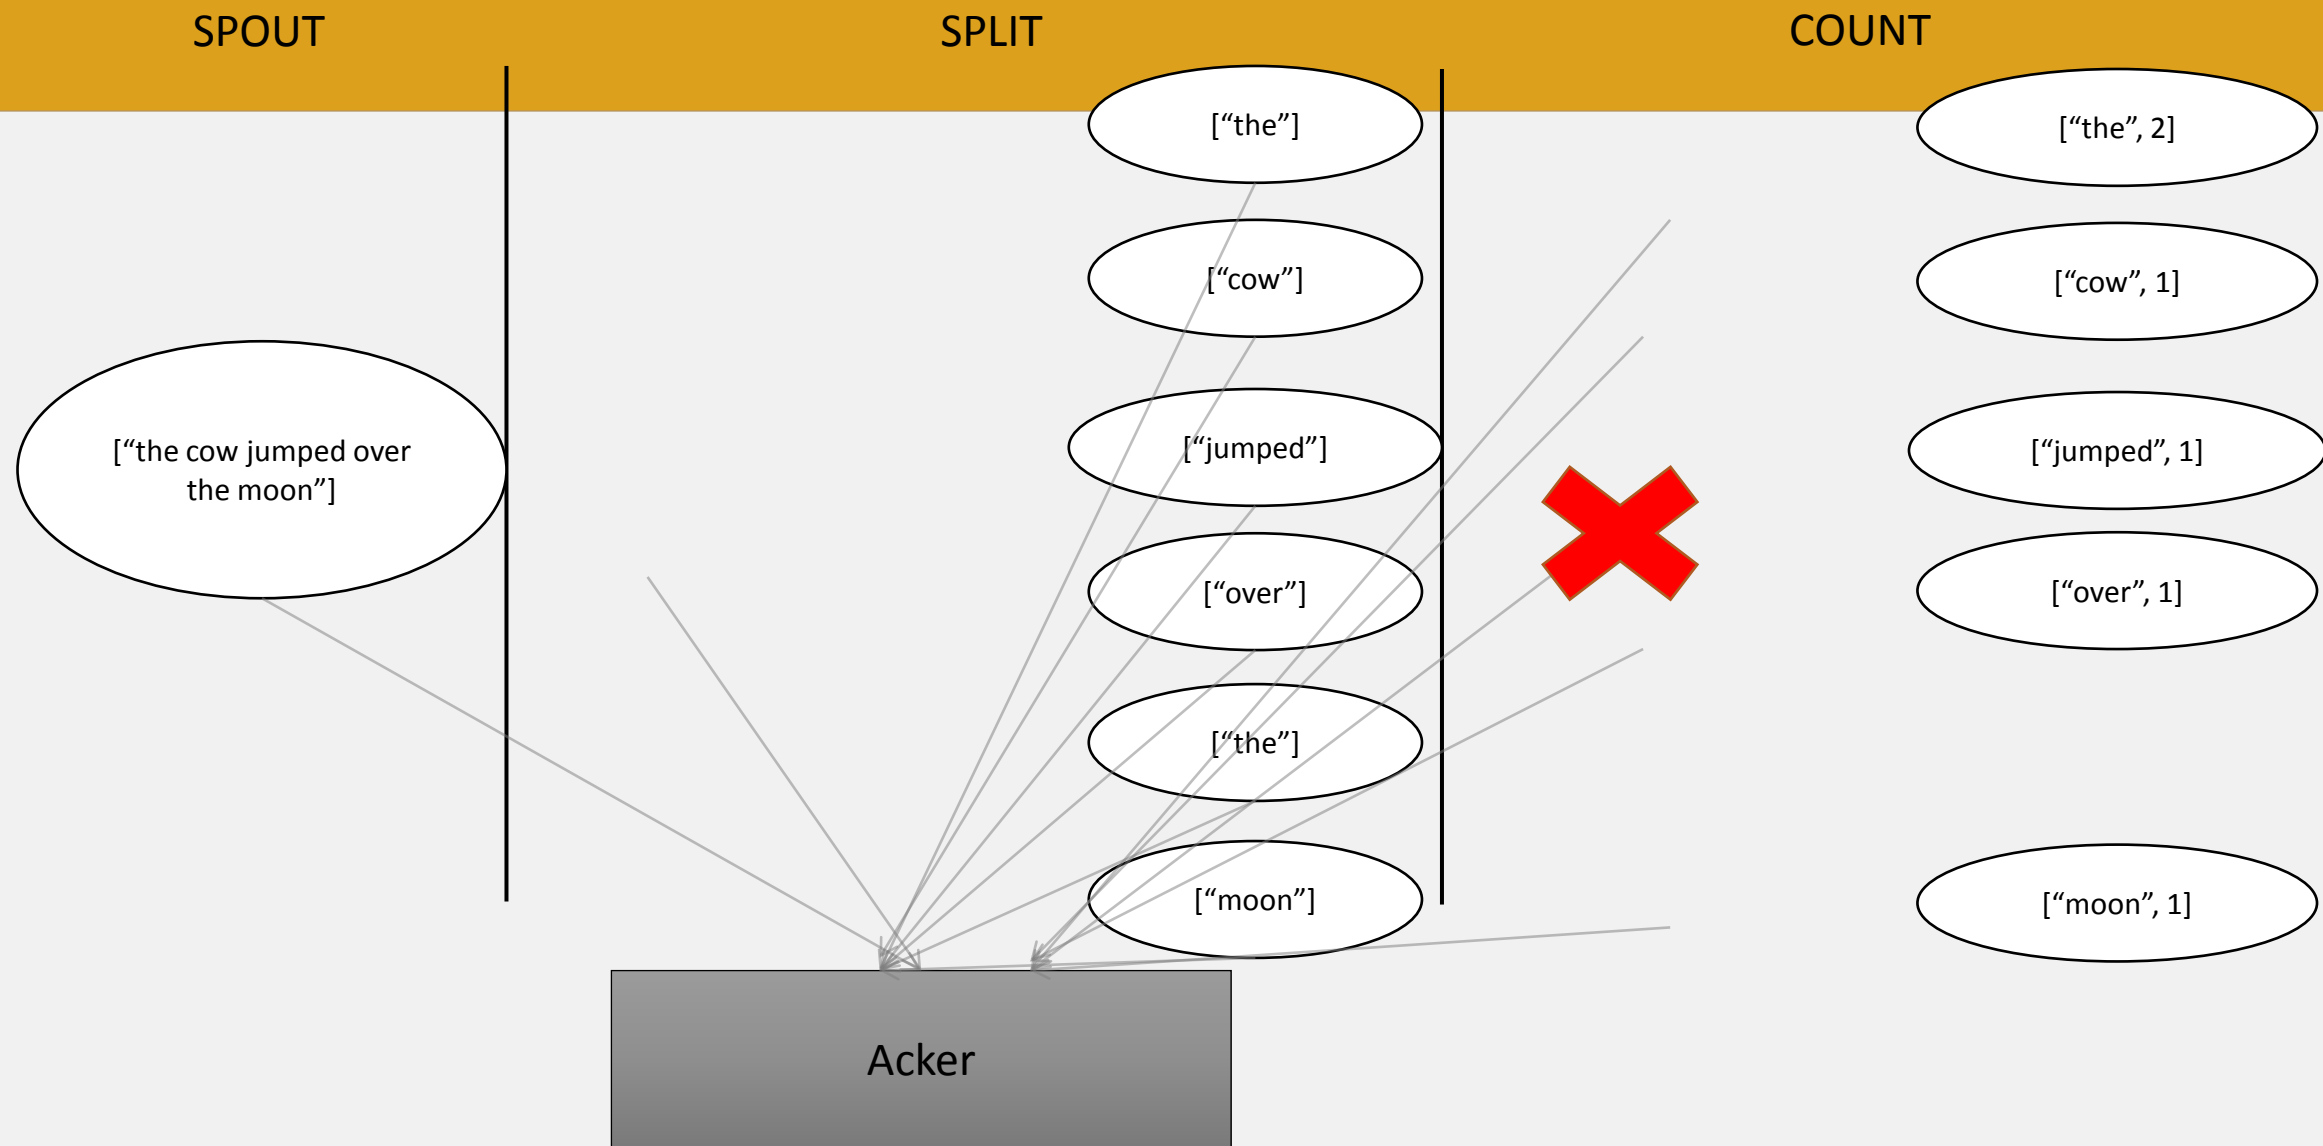 SPOUT
SPLIT
COUNT
[“the”]
[“the”, 2]
[“cow”]
[“cow”, 1]
[“the cow jumped over
the moon”]
[“jumped”]
[“jumped”, 1]
[“over”]
[“over”, 1]
[“the”]
[“moon”]
[“moon”, 1]
Acker